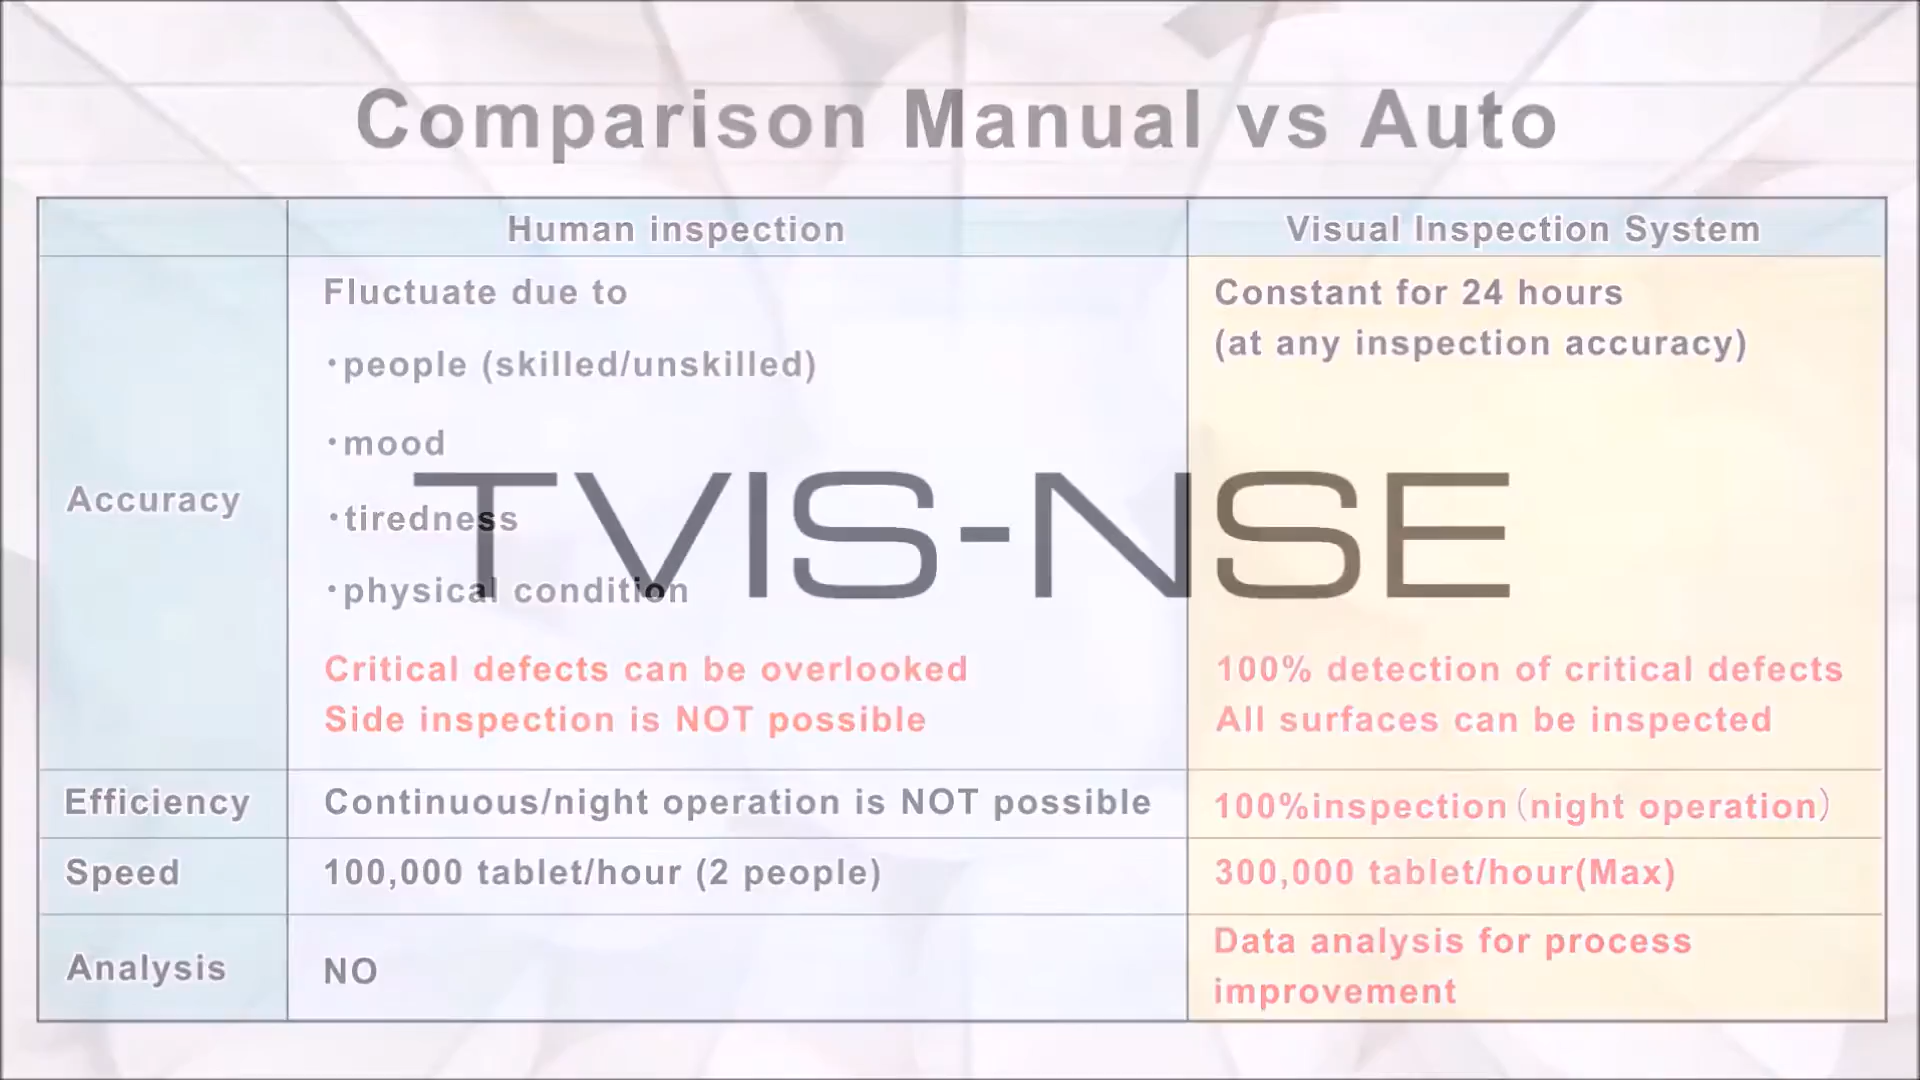 Comparison Manual vs Auto
Human inspection
Visual Inspection System
Accuracy
Fluctuate due to
・people (skilled/unskilled)
・mood
・tiredness
・physical condition
Critical defects can be overlooked
Side inspection is NOT possible
Constant for 24 hours
(at any inspection accuracy)
100% detection of critical defects
All surfaces can be inspected
TVIS-NSE
Efficiency
Continuous/night operation is NOT possible
100%inspection（night operation）
Speed
100,000 tablet/hour (2 people)
300,000 tablet/hour(Max)
Analysis
NO
Data analysis for process
improvement